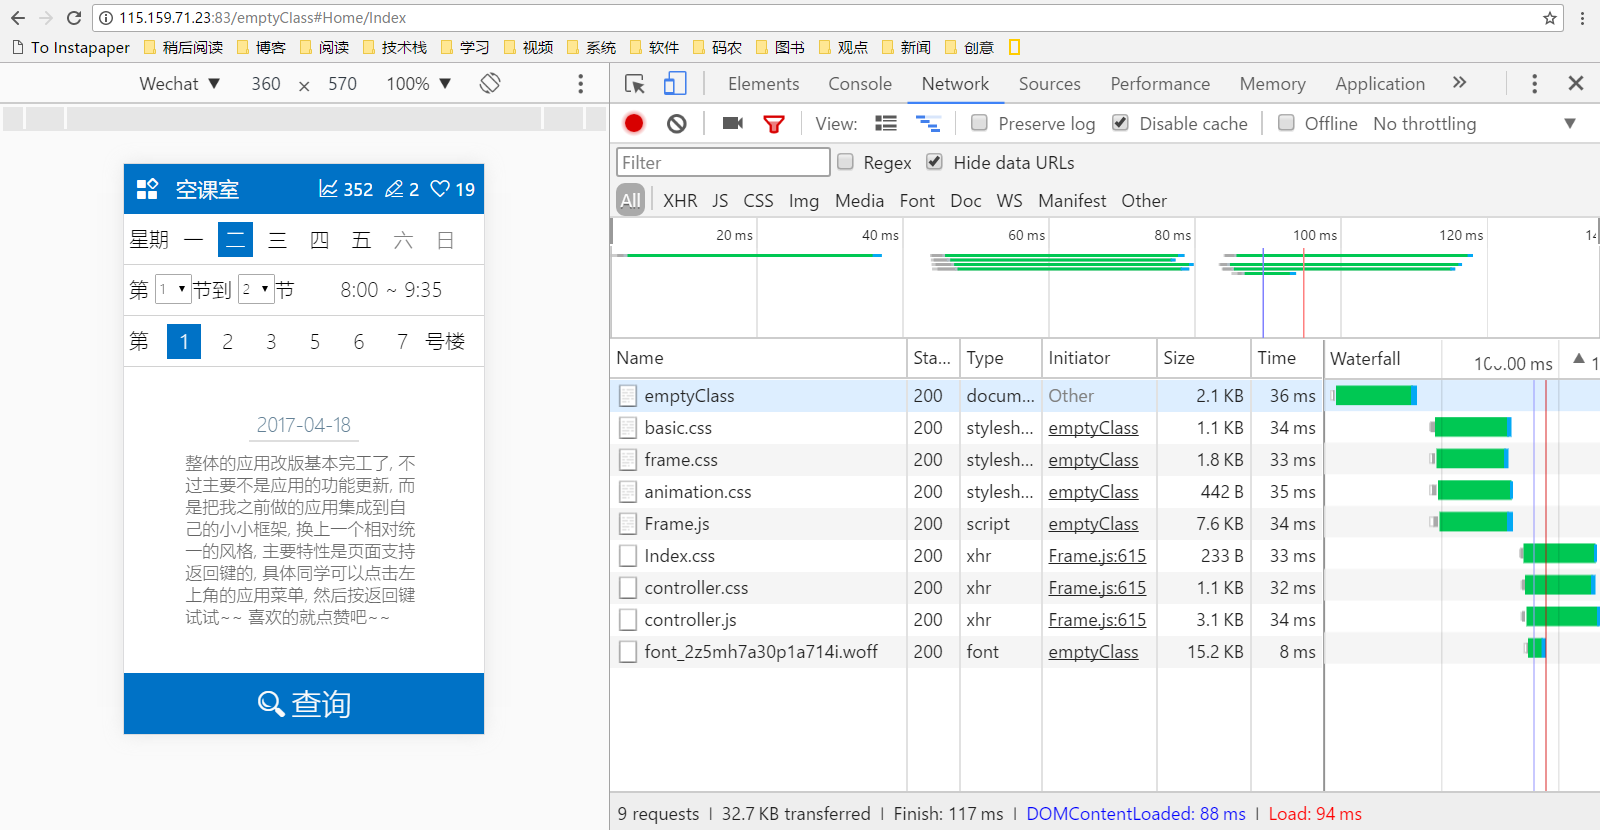 115.159.71.23:83/emptyClass#Home/Index
To Instapaper 稍后阅读 博客 阅读 技术栈 学习 视频 系统 软件 码农 图书 观点 新闻 创意
Wechat ▼ 360 × 570 100% ▼
空课室 352 2 19
星期 一 二 三 四 五 六 日
第 1 节到 2 节 8:00 ~ 9:35
第 1 2 3 4 5 6 7 号楼
2017-04-18
整体的应用改版基本完工了, 不
过主要不是应用的功能更新, 而
是把我之前做的应用集成到自
己的小小框架, 换上一个相对统
一的风格, 主要特性是页面支持
返回键的, 具体同学可以点击左
上角的应用菜单, 然后按返回键
试试~~ 喜欢的就点赞吧~~
查询
Elements Console Network Sources Performance Memory Application »
View: Preserve log Disable cache Offline No throttling ▼
Filter Regex Hide data URLs
All XHR JS CSS Img Media Font Doc WS Manifest Other
20 ms 40 ms 60 ms 80 ms 100 ms 120 ms
Name Sta... Type Initiator Size Time Waterfall
emptyClass 200 docum... Other 2.1 KB 36 ms
basic.css 200 stylesh... emptyClass 1.1 KB 34 ms
frame.css 200 stylesh... emptyClass 1.8 KB 33 ms
animation.css 200 stylesh... emptyClass 442 B 35 ms
Frame.js 200 script emptyClass 7.6 KB 34 ms
Index.css 200 xhr Frame.js:615 233 B 33 ms
controller.css 200 xhr Frame.js:615 1.1 KB 32 ms
controller.js 200 xhr Frame.js:615 3.1 KB 34 ms
font_2z5mh7a30p1a714i.woff 200 font emptyClass 15.2 KB 8 ms
9 requests | 32.7 KB transferred | Finish: 117 ms | DOMContentLoaded: 88 ms | Load: 94 ms